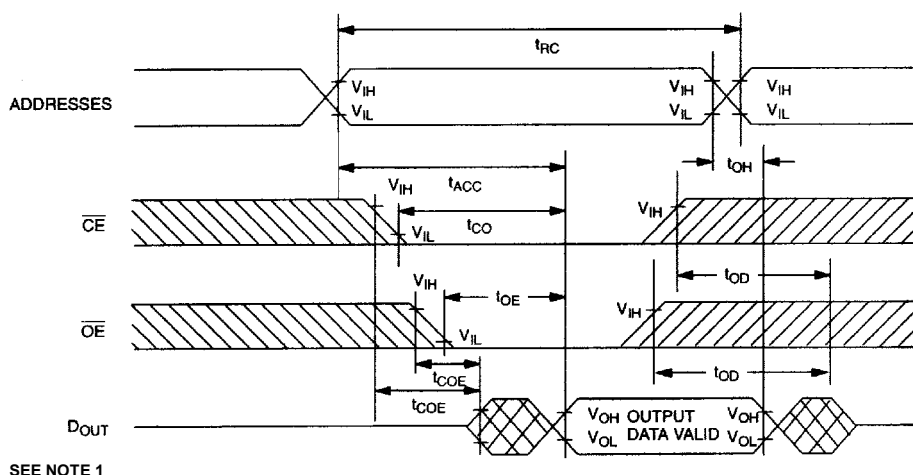 tRC
ADDRESSES
VIH
VIL
VIH
VIL
VIH
VIL
tOH
tACC
CE
VIH
tCO
VIL
VIH
tOD
OE
VIH
tOE
VIL
VIH
tOD
tCOE
tCOE
DOUT
VOH
VOL
OUTPUT
DATA VALID
VOH
VOL
SEE NOTE 1